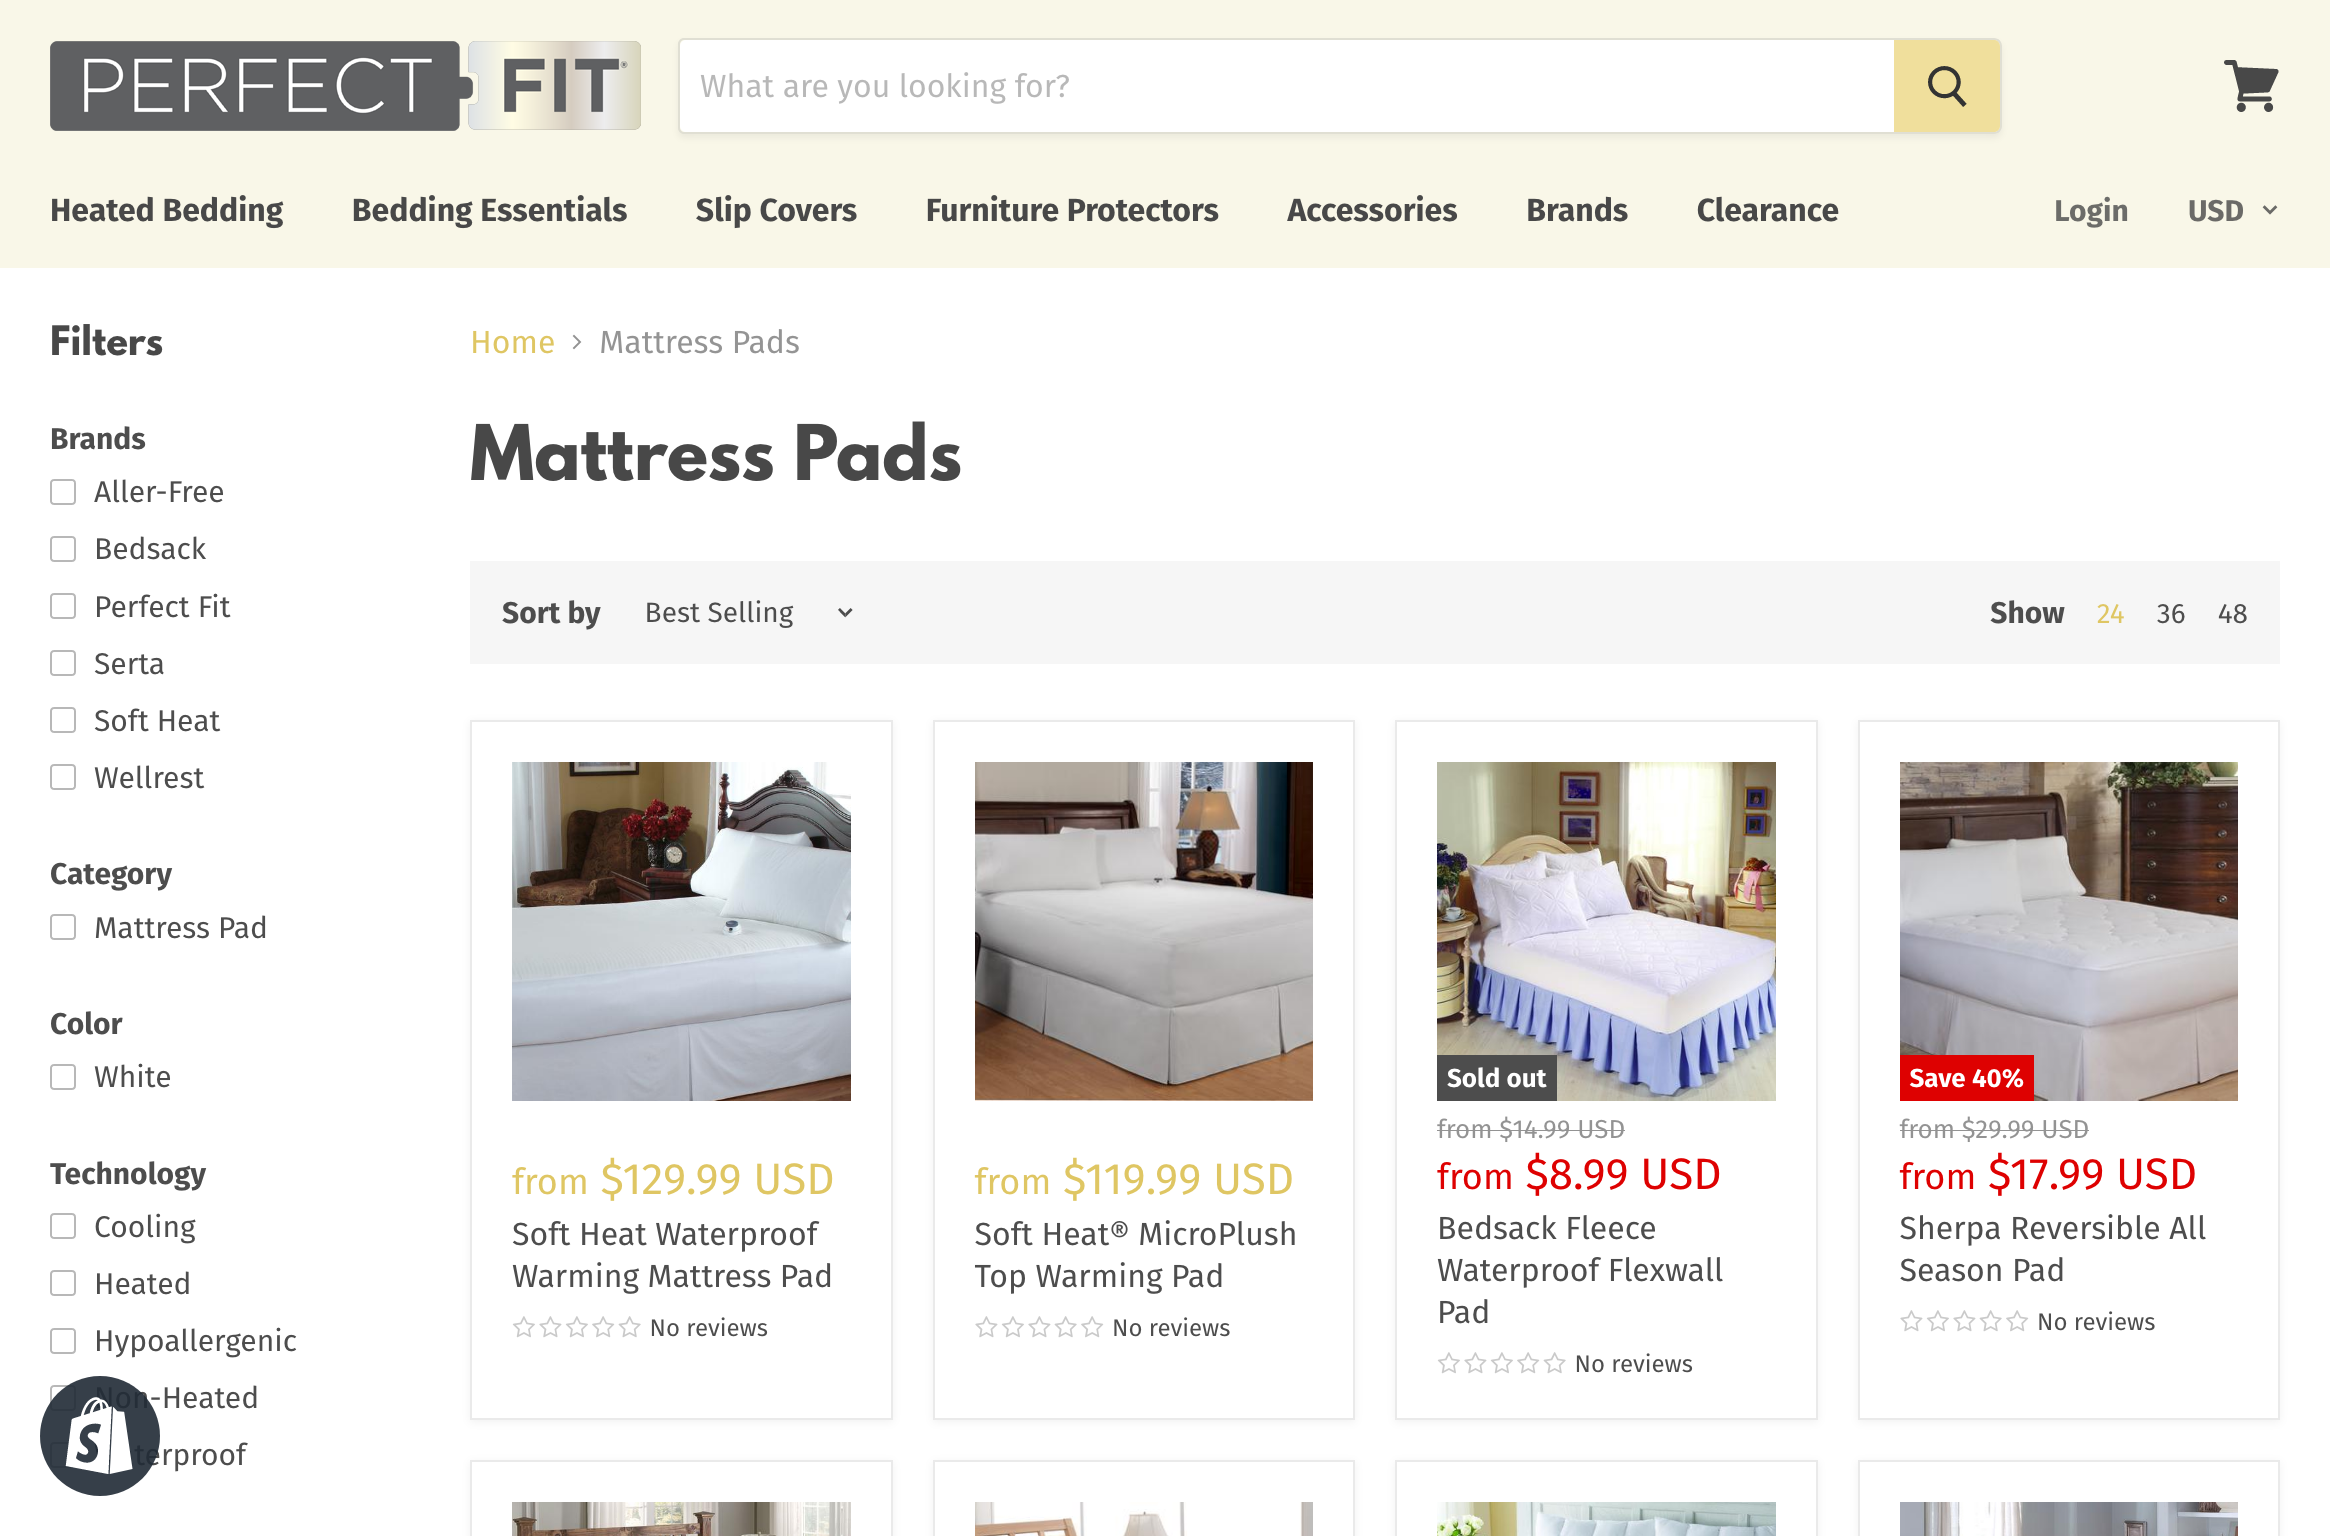 PERFECT FIT®
What are you looking for?
Heated Bedding Bedding Essentials Slip Covers Furniture Protectors Accessories Brands Clearance Login USD
Filters
Brands
Aller-Free
Bedsack
Perfect Fit
Serta
Soft Heat
Wellrest
Category
Mattress Pad
Color
White
Technology
Cooling
Heated
Hypoallergenic
Non-Heated
terproof
Home > Mattress Pads
Mattress Pads
Sort by Best Selling
Show 24 36 48
from $129.99 USD
Soft Heat Waterproof
Warming Mattress Pad
No reviews
from $119.99 USD
Soft Heat® MicroPlush
Top Warming Pad
No reviews
Sold out
from $14.99 USD
from $8.99 USD
Bedsack Fleece
Waterproof Flexwall
Pad
No reviews
Save 40%
from $29.99 USD
from $17.99 USD
Sherpa Reversible All
Season Pad
No reviews